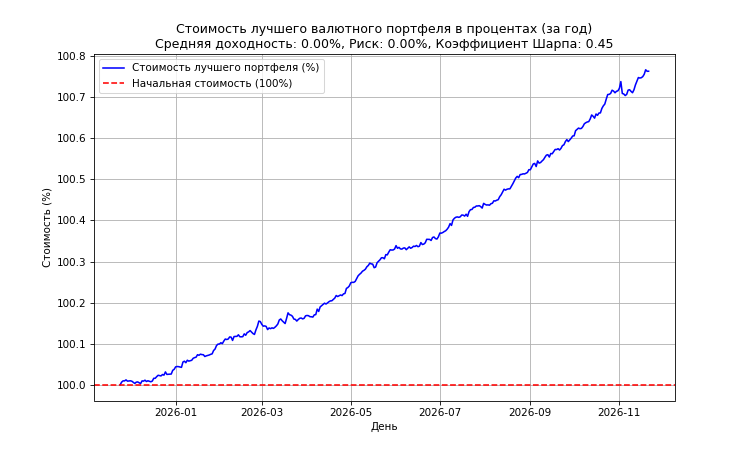 Стоимость лучшего валютного портфеля в процентах (за год)
Средняя доходность: 0.00%, Риск: 0.00%, Коэффициент Шарпа: 0.45
Стоимость лучшего портфеля (%)
Начальная стоимость (100%)
Стоимость (%)
100.8
100.7
100.6
100.5
100.4
100.3
100.2
100.1
100.0
2026-01
2026-03
2026-05
2026-07
2026-09
2026-11
День